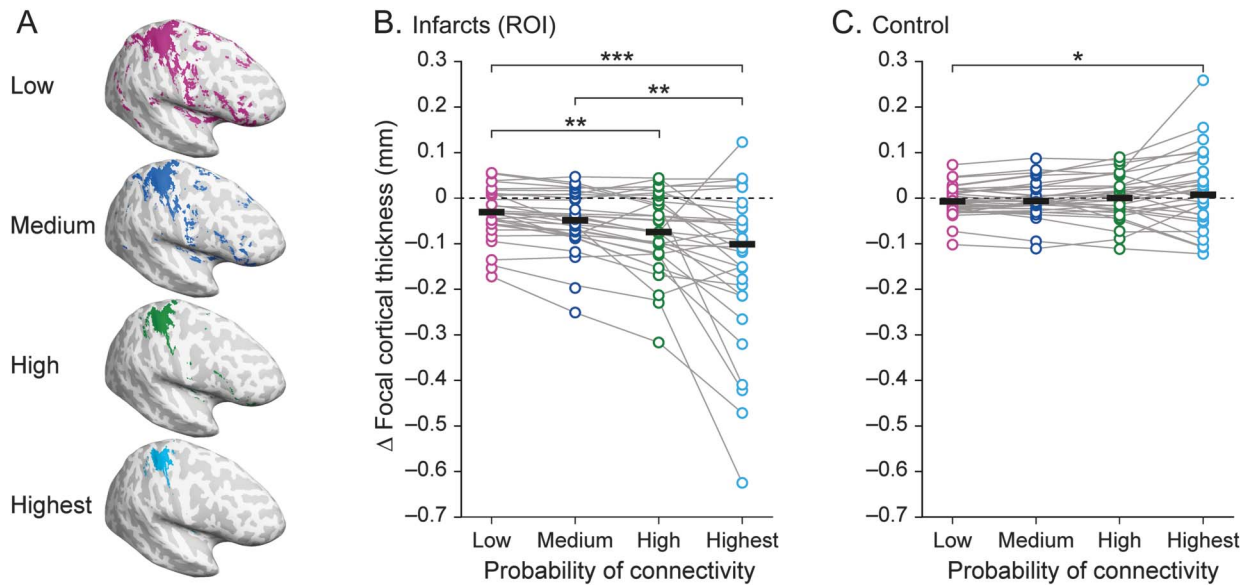 A
Low
Medium
High
Highest
B. Infarcts (ROI)
***
**
**
0.3
0.2
0.1
0
–0.1
–0.2
–0.3
–0.4
–0.5
–0.6
–0.7
Δ Focal cortical thickness (mm)
Low Medium High Highest
Probability of connectivity
C. Control
*
0.3
0.2
0.1
0
–0.1
–0.2
–0.3
–0.4
–0.5
–0.6
–0.7
Low Medium High Highest
Probability of connectivity